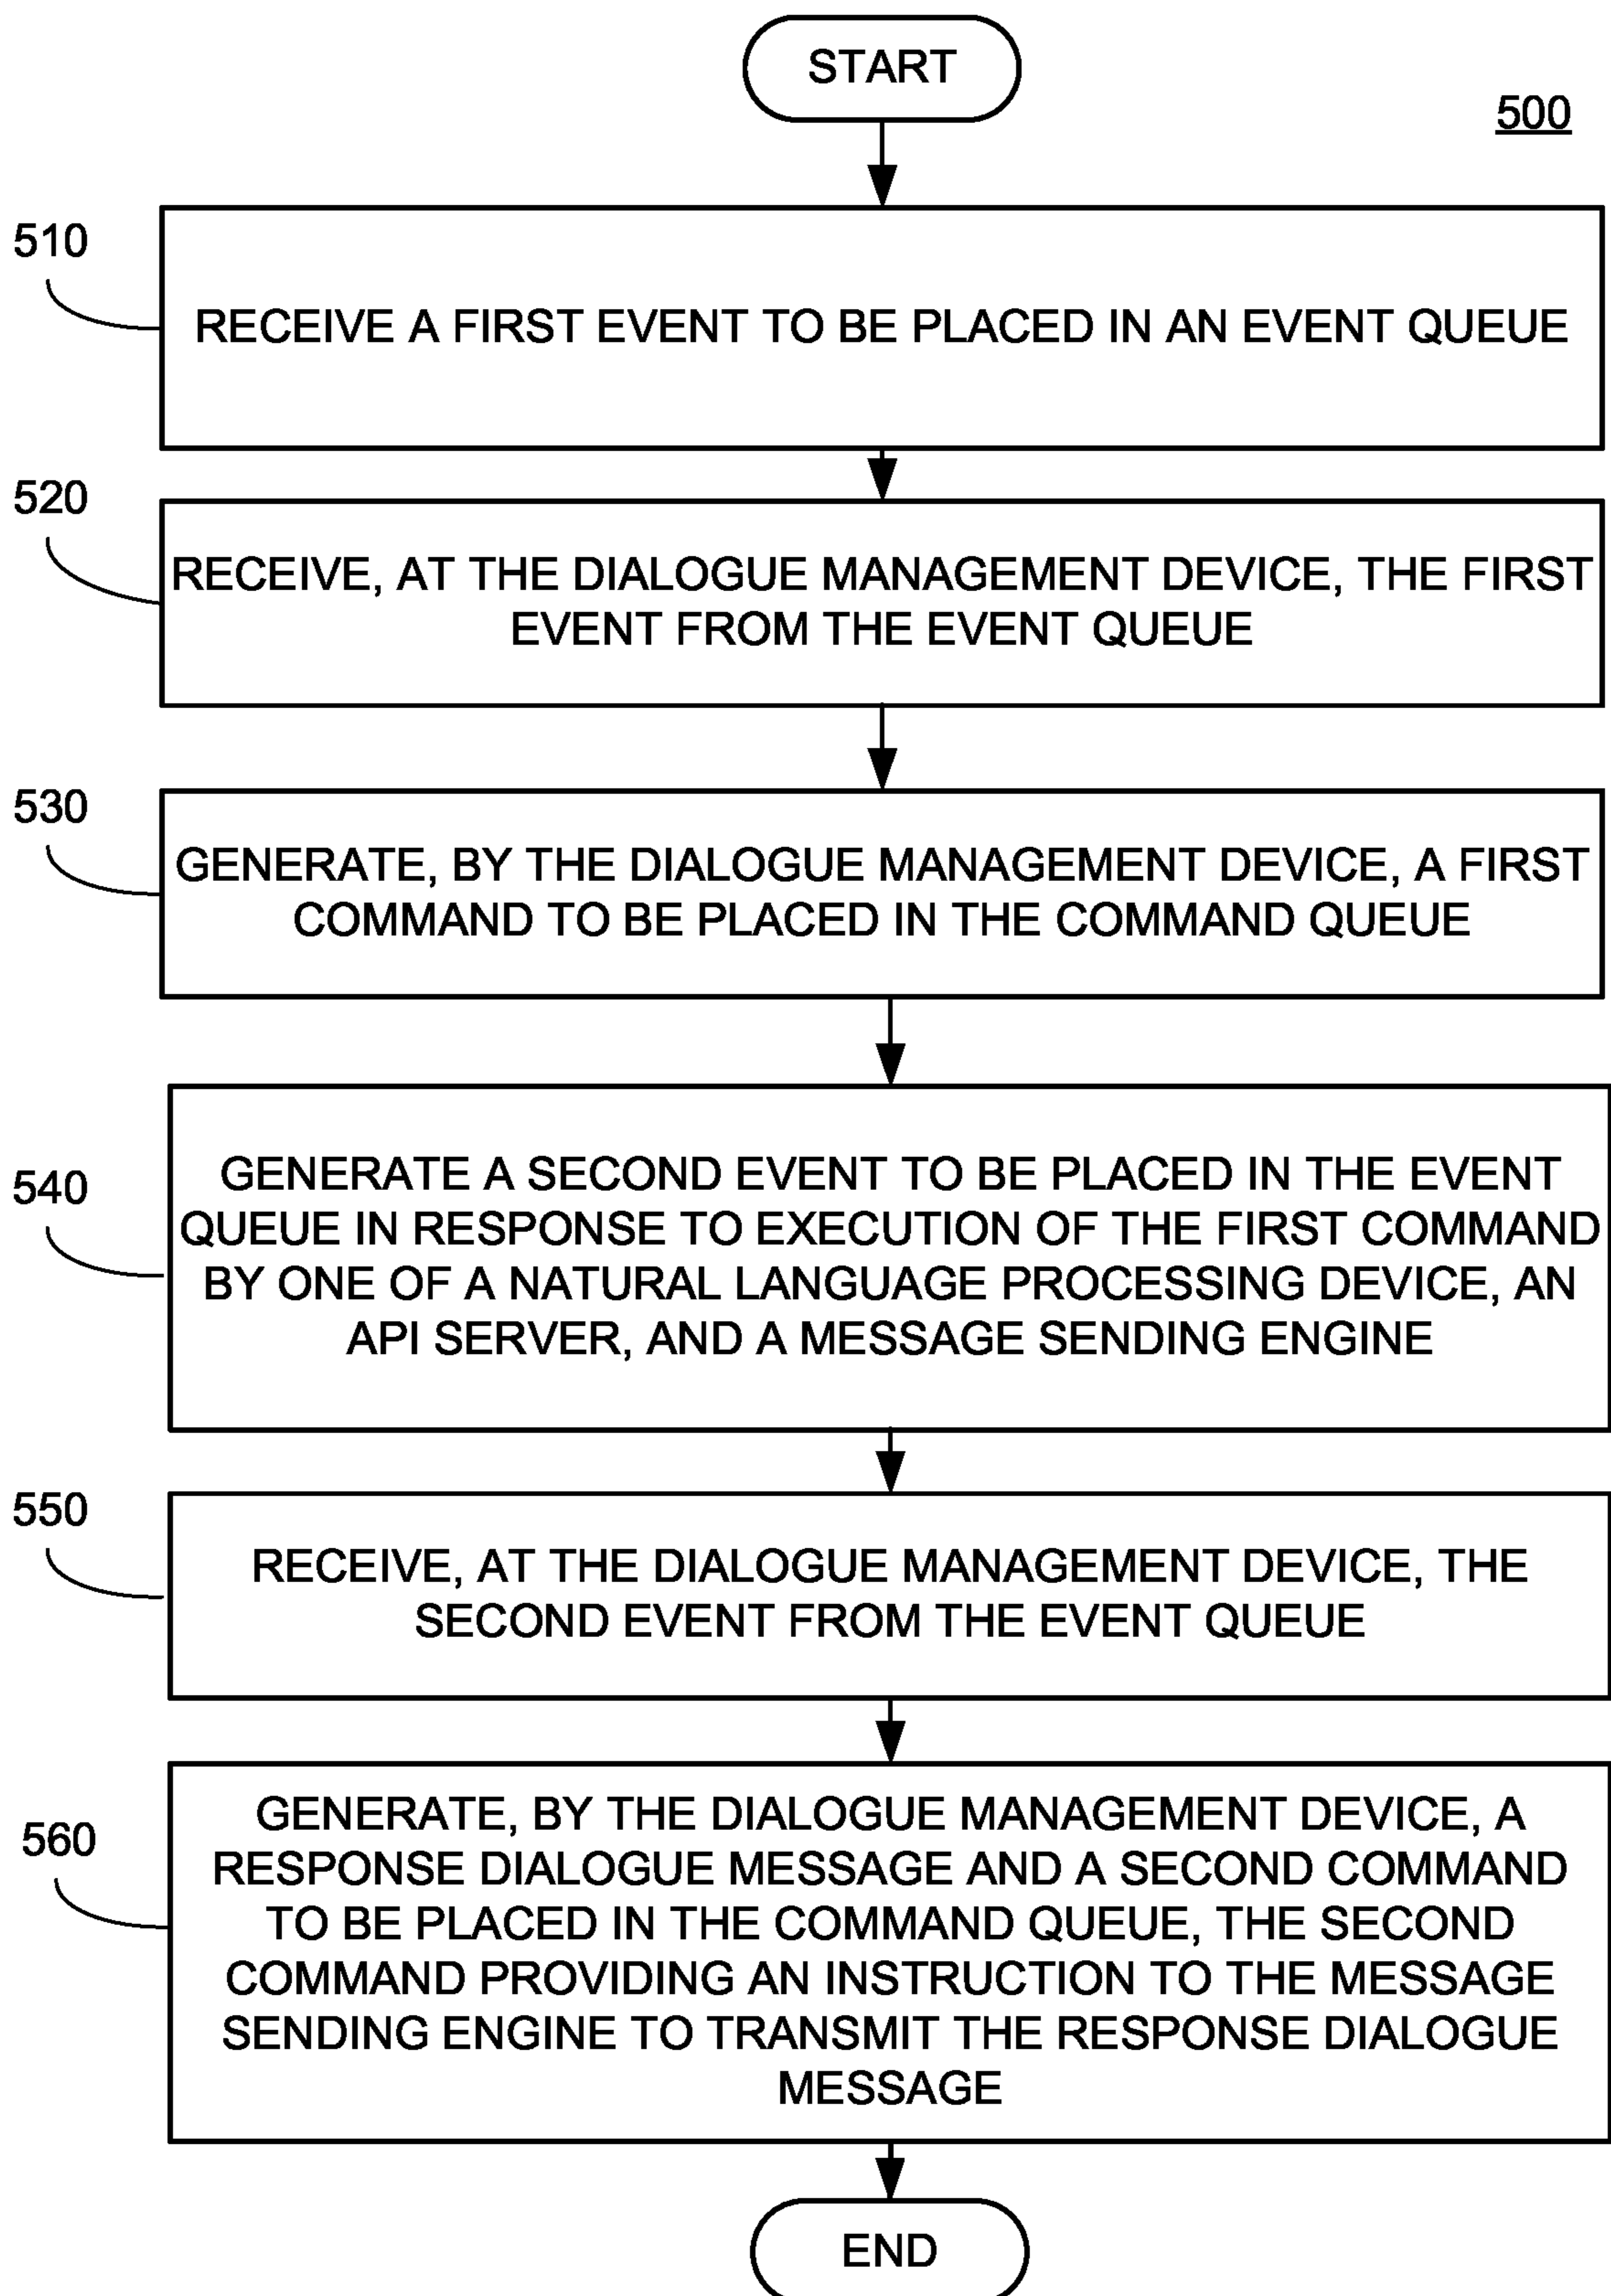 START
500
510
RECEIVE A FIRST EVENT TO BE PLACED IN AN EVENT QUEUE
520
RECEIVE, AT THE DIALOGUE MANAGEMENT DEVICE, THE FIRST
EVENT FROM THE EVENT QUEUE
530
GENERATE, BY THE DIALOGUE MANAGEMENT DEVICE, A FIRST
COMMAND TO BE PLACED IN THE COMMAND QUEUE
540
GENERATE A SECOND EVENT TO BE PLACED IN THE EVENT
QUEUE IN RESPONSE TO EXECUTION OF THE FIRST COMMAND
BY ONE OF A NATURAL LANGUAGE PROCESSING DEVICE, AN
API SERVER, AND A MESSAGE SENDING ENGINE
550
RECEIVE, AT THE DIALOGUE MANAGEMENT DEVICE, THE
SECOND EVENT FROM THE EVENT QUEUE
560
GENERATE, BY THE DIALOGUE MANAGEMENT DEVICE, A
RESPONSE DIALOGUE MESSAGE AND A SECOND COMMAND
TO BE PLACED IN THE COMMAND QUEUE, THE SECOND
COMMAND PROVIDING AN INSTRUCTION TO THE MESSAGE
SENDING ENGINE TO TRANSMIT THE RESPONSE DIALOGUE
MESSAGE
END